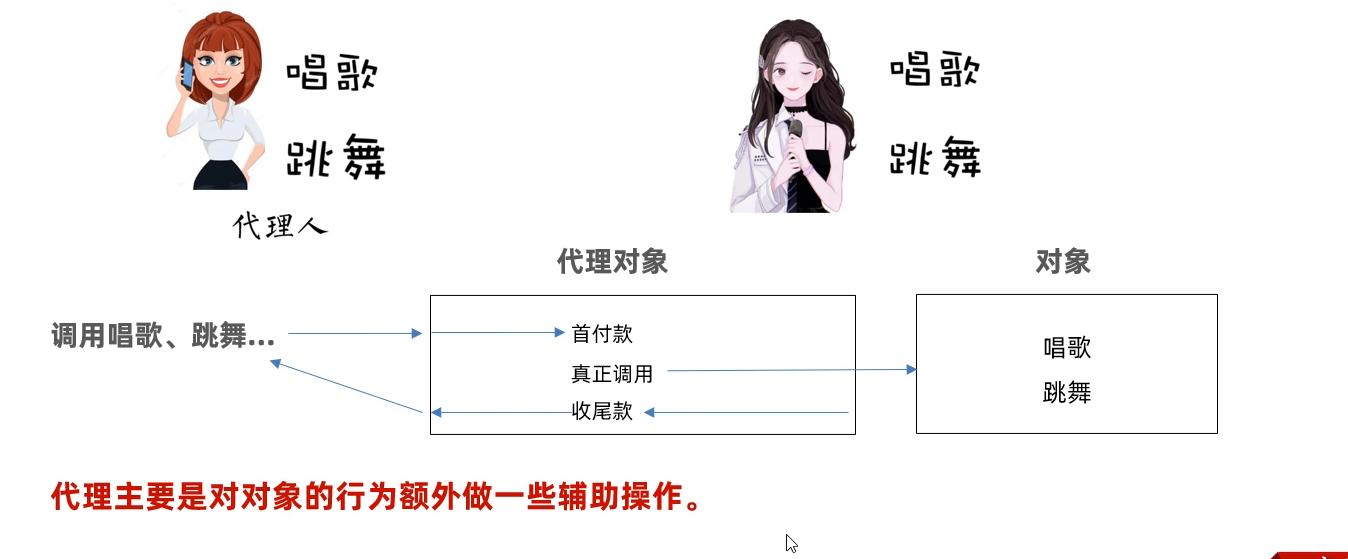 唱歌
唱歌
跳舞
跳舞
代理人
代理对象
对象
调用唱歌、跳舞...
首付款
真正调用
收尾款
唱歌
跳舞
代理主要是对对象的行为额外做一些辅助操作。